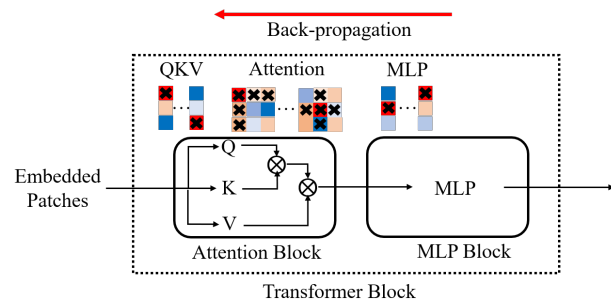 Back-propagation
QKV
Attention
MLP
...
...
...
Q
Embedded
Patches
K
MLP
V
Attention Block
MLP Block
Transformer Block